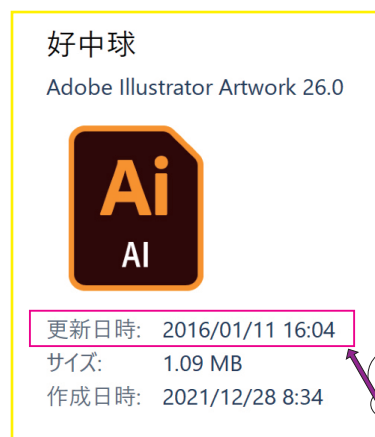 好中球
Adobe Illustrator Artwork 26.0
Ai
AI
更新日時: 2016/01/11 16:04
サイズ: 1.09 MB
作成日時: 2021/12/28 8:34